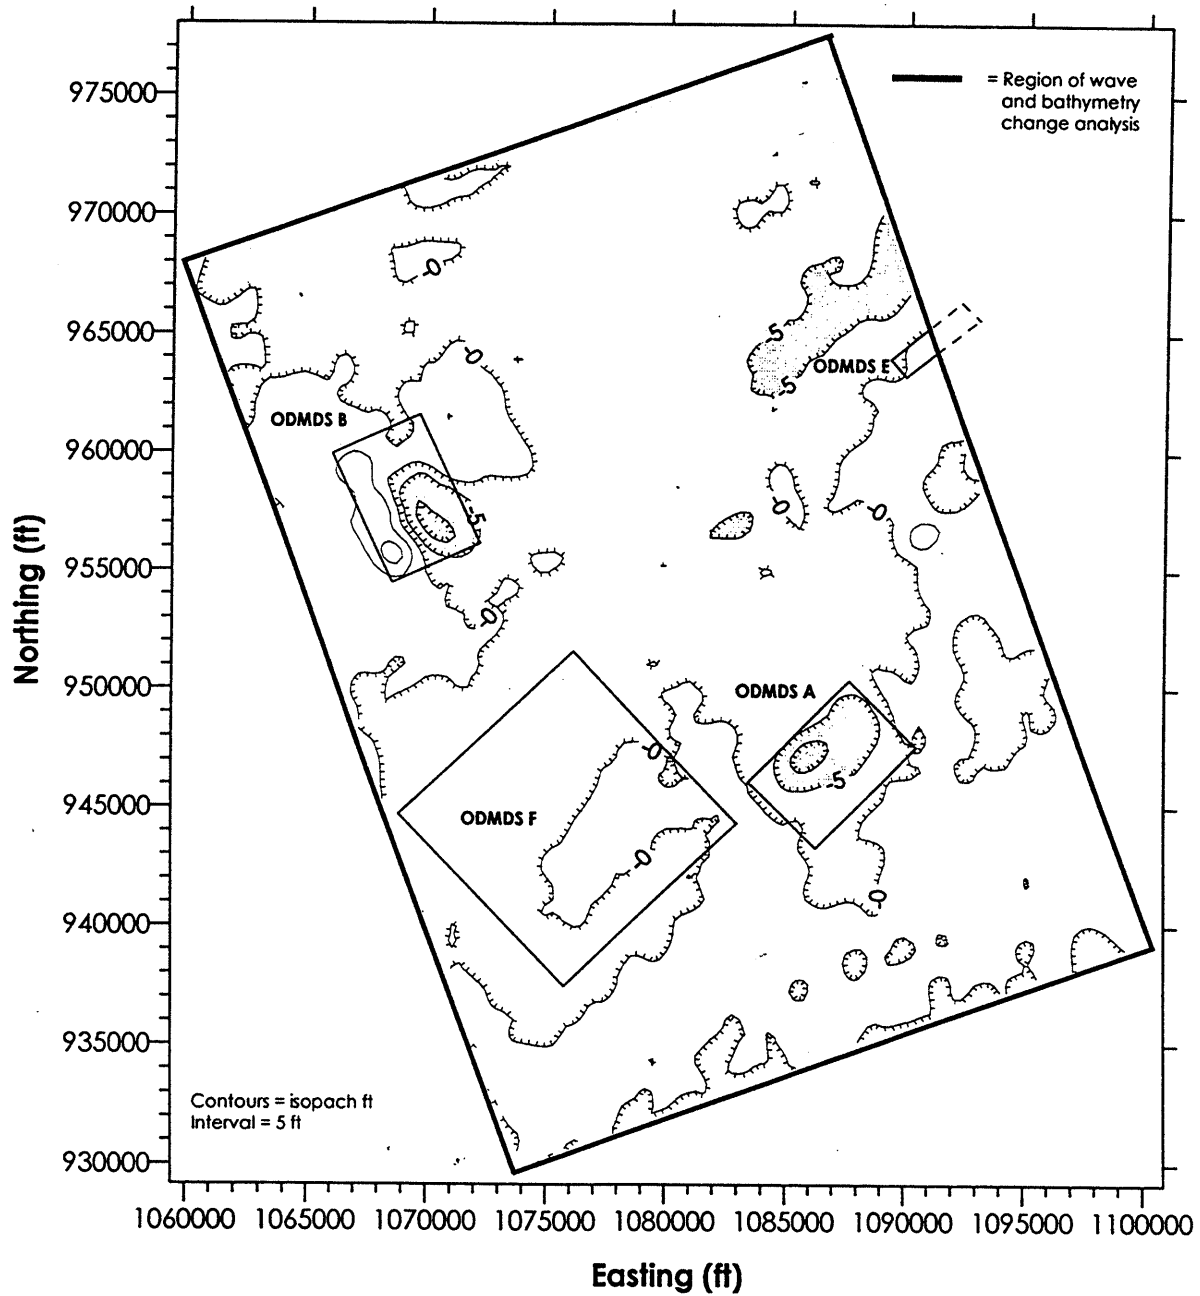 = Region of wave
and bathymetry
change analysis
975000
970000
965000
960000
955000
950000
945000
940000
935000
930000
Northing (ft)
-0
-0
-5
-5
ODMDS E
ODMDS B
-5
-0
-0
-0
ODMDS A
-5
-0
ODMDS F
-0
-0
Contours = isopach ft
Interval = 5 ft
1060000 1065000 1070000 1075000 1080000 1085000 1090000 1095000 1100000
Easting (ft)